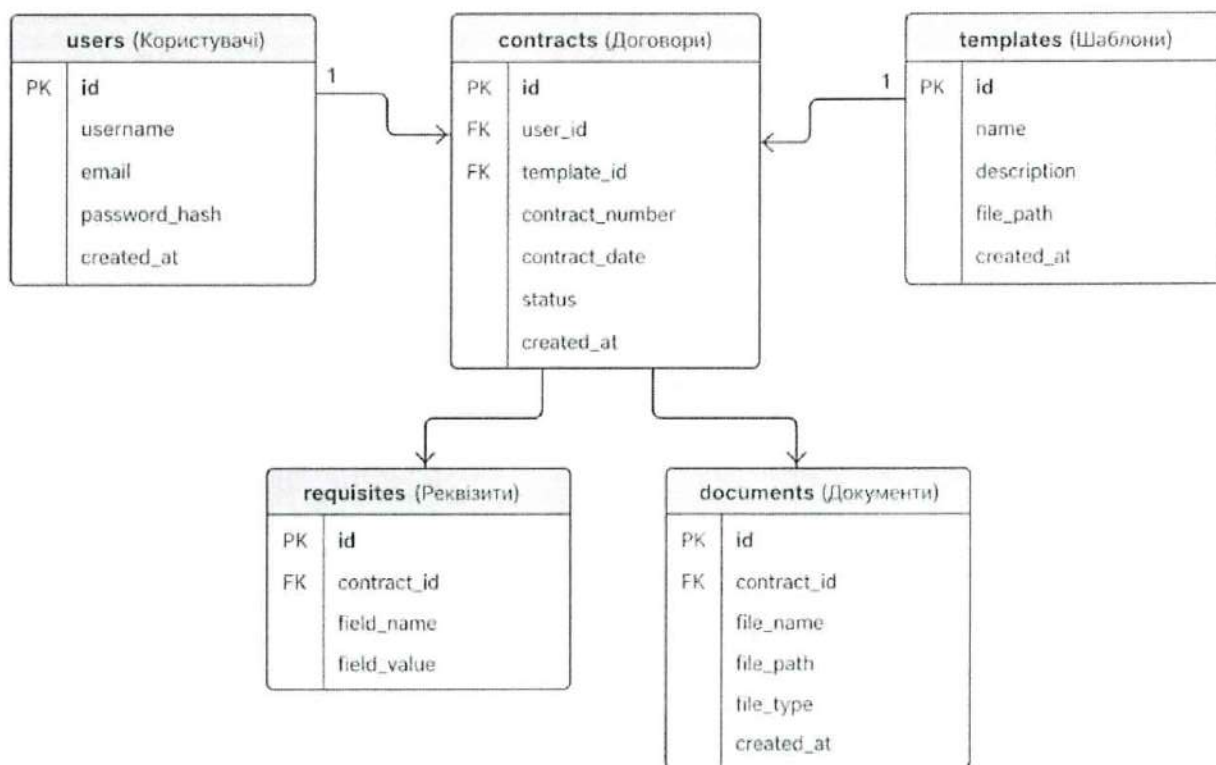 users (Користувачі)
PK id
username
email
password_hash
created_at
1
contracts (Договори)
PK id
FK user_id
FK template_id
contract_number
contract_date
status
created_at
1
templates (Шаблони)
PK id
name
description
file_path
created_at
requisites (Реквізити)
PK id
FK contract_id
field_name
field_value
documents (Документи)
PK id
FK contract_id
file_name
file_path
file_type
created_at